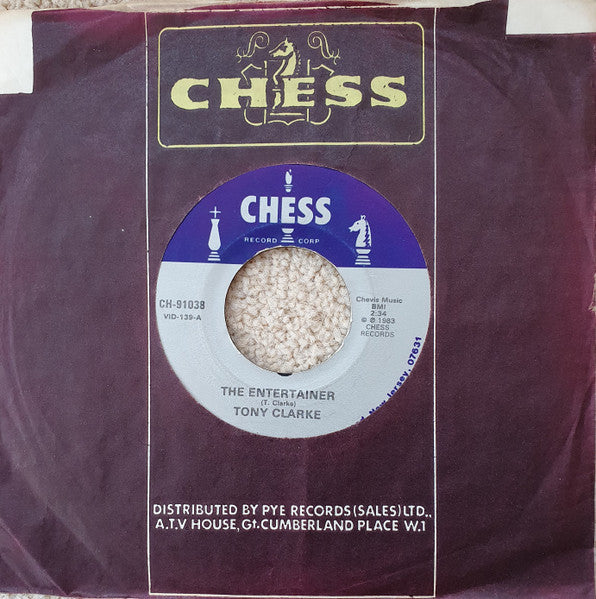 CHESS
CHESS
RECORD CORP
CH-91038
VID-139-A
Chevis Music
BMI
2:34
© ℗ 1983
CHESS
RECORDS
New Jersey, 07631
THE ENTERTAINER
(T. Clarke)
TONY CLARKE
DISTRIBUTED BY PYE RECORDS (SALES) LTD.,
A.T.V HOUSE, Gt. CUMBERLAND PLACE W.1